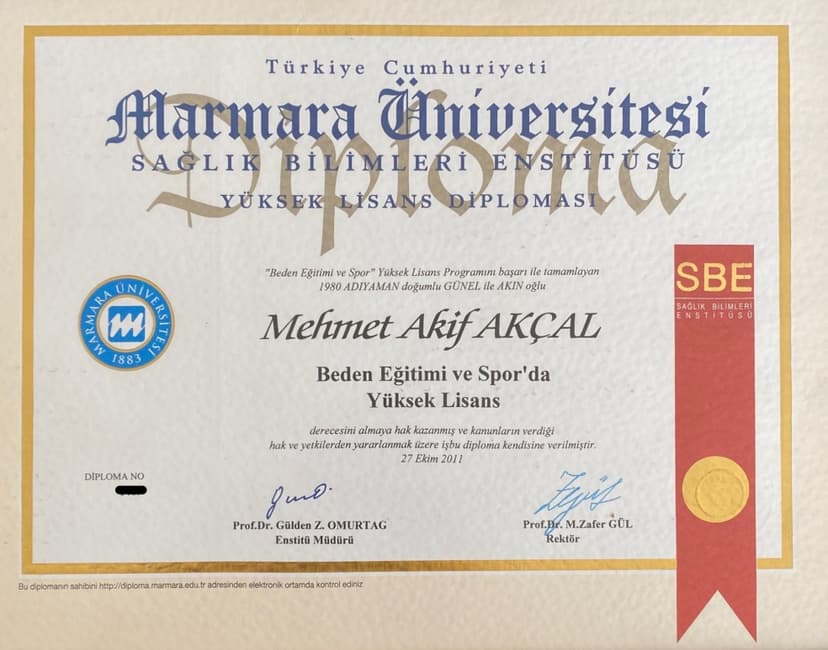 Türkiye Cumhuriyeti
Diploma
Marmara Üniversitesi
SAĞLIK BİLİMLERİ ENSTİTÜSÜ
YÜKSEK LİSANS DİPLOMASI
"Beden Eğitimi ve Spor" Yüksek Lisans Programını başarı ile tamamlayan
1980 ADIYAMAN doğumlu GÜNEL ile AKIN oğlu
Mehmet Akif AKÇAL
Beden Eğitimi ve Spor'da
Yüksek Lisans
derecesini almaya hak kazanmış ve kanunların verdiği
hak ve yetkilerden yararlanmak üzere işbu diploma kendisine verilmiştir.
27 Ekim 2011
MARMARA ÜNİVERSİTESİ
m
1883
SBE
SAĞLIK BİLİMLERİ
ENSTİTÜSÜ
DİPLOMA NO
Prof.Dr. Gülden Z. OMURTAG
Enstitü Müdürü
Prof.Dr. M.Zafer GÜL
Rektör
Bu diplomanın sahibini http://diploma.marmara.edu.tr adresinden elektronik ortamda kontrol ediniz